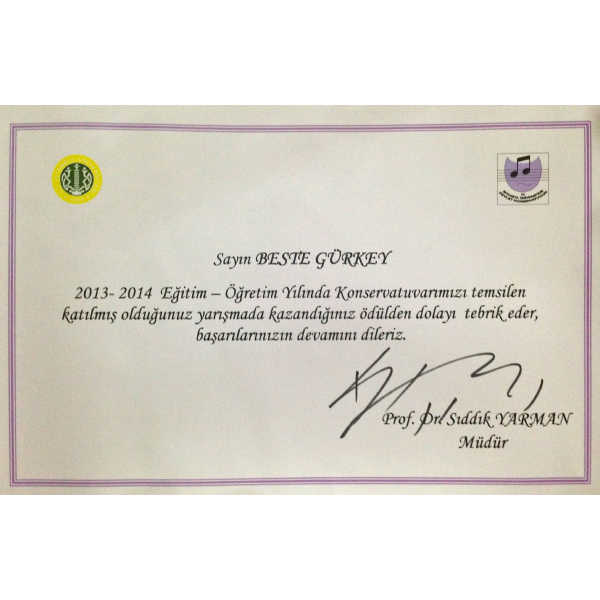 Sayın BESTE GÜRKEY
2013- 2014 Eğitim – Öğretim Yılında Konservatuvarımızı temsilen
katılmış olduğunuz yarışmada kazandığınız ödülden dolayı tebrik eder,
başarılarınızın devamını dileriz.
Prof. Dr. Sıddık YARMAN
Müdür